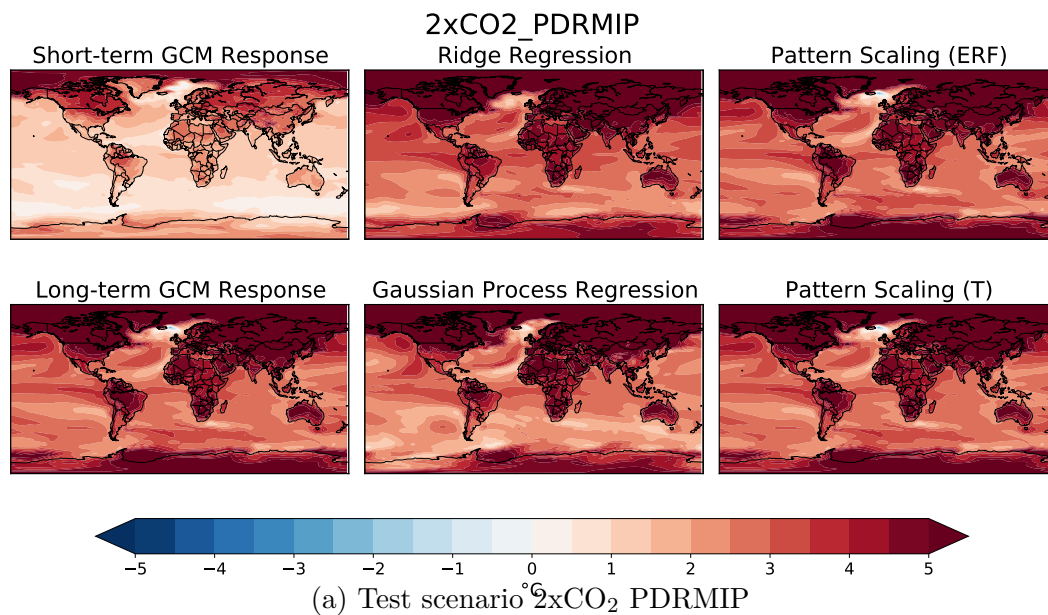 2xCO2_PDRMIP
Short-term GCM Response
Ridge Regression
Pattern Scaling (ERF)
Long-term GCM Response
Gaussian Process Regression
Pattern Scaling (T)
−5 −4 −3 −2 −1 0 1 2 3 4 5
°C
(a) Test scenario 2xCO₂ PDRMIP